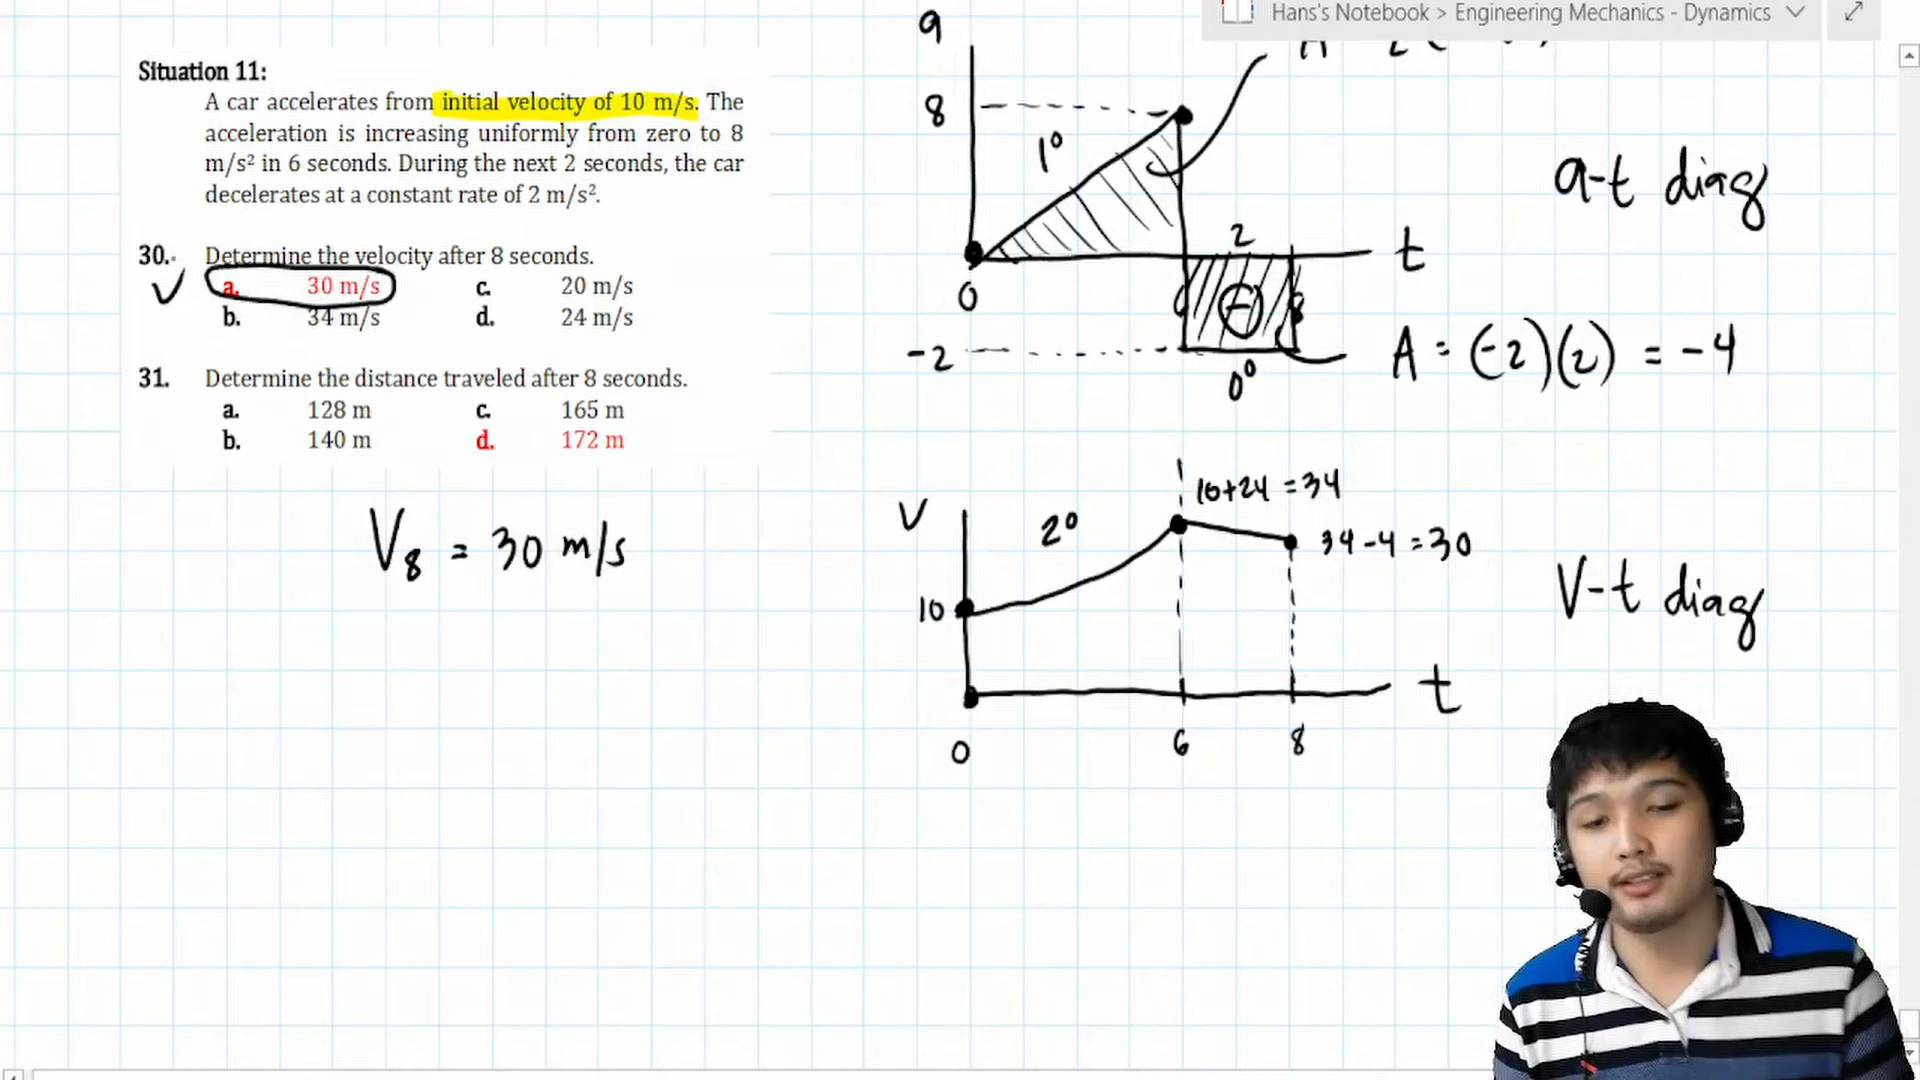 Hans's Notebook > Engineering Mechanics - Dynamics
Situation 11:
A car accelerates from initial velocity of 10 m/s. The
acceleration is increasing uniformly from zero to 8
m/s² in 6 seconds. During the next 2 seconds, the car
decelerates at a constant rate of 2 m/s².
30. Determine the velocity after 8 seconds.
a. 30 m/s c. 20 m/s
b. 34 m/s d. 24 m/s
31. Determine the distance traveled after 8 seconds.
a. 128 m c. 165 m
b. 140 m d. 172 m
V₈ = 30 m/s
a
8
1°
a-t diag
2
t
0
-2
0°
A = (-2)(2) = -4
V
2°
10+24 = 34
34-4 = 30
10
V-t diag
t
0 6 8